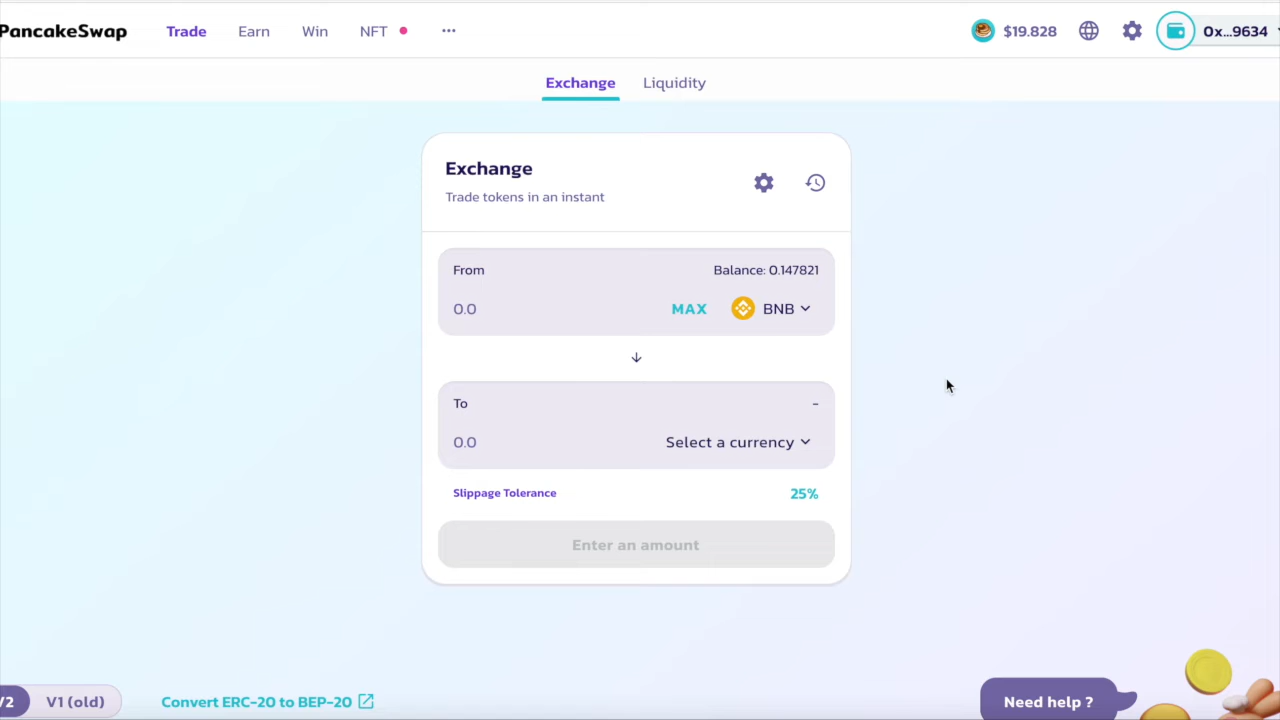 PancakeSwap Trade Earn Win NFT ... $19.828 0x...9634
Exchange Liquidity
Exchange
Trade tokens in an instant
From Balance: 0.147821
0.0 MAX BNB
To -
0.0 Select a currency
Slippage Tolerance 25%
Enter an amount
V2 V1 (old) Convert ERC-20 to BEP-20 Need help ?